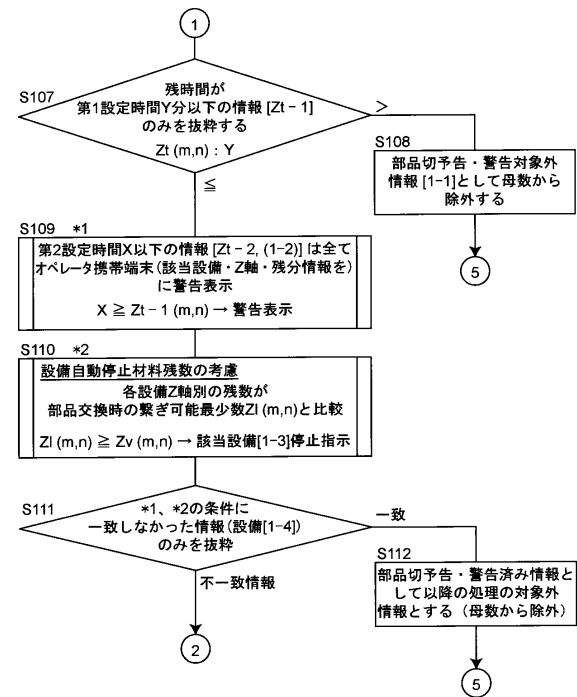 1
S107
残時間が
第1設定時間Y分以下の情報[Zt－1]
のみを抜粋する
Zt (m,n) : Y
＞
≦
S108
部品切予告・警告対象外
情報[1-1]として母数から
除外する
5
S109 *1
第2設定時間X以下の情報[Zt－2, (1-2)]は全て
オペレータ携帯端末(該当設備・Z軸・残分情報を)
に警告表示
X ≧ Zt－1 (m,n) → 警告表示
S110 *2
設備自動停止材料残数の考慮
各設備Z軸別の残数が
部品交換時の繋ぎ可能最少数Zl (m,n)と比較
Zl (m,n) ≧ Zv (m,n) → 該当設備[1-3]停止指示
S111
*1、*2の条件に
一致しなかった情報(設備[1-4])
のみを抜粋
一致
不一致情報
S112
部品切予告・警告済み情報と
して以降の処理の対象外
情報とする（母数から除外）
2
5